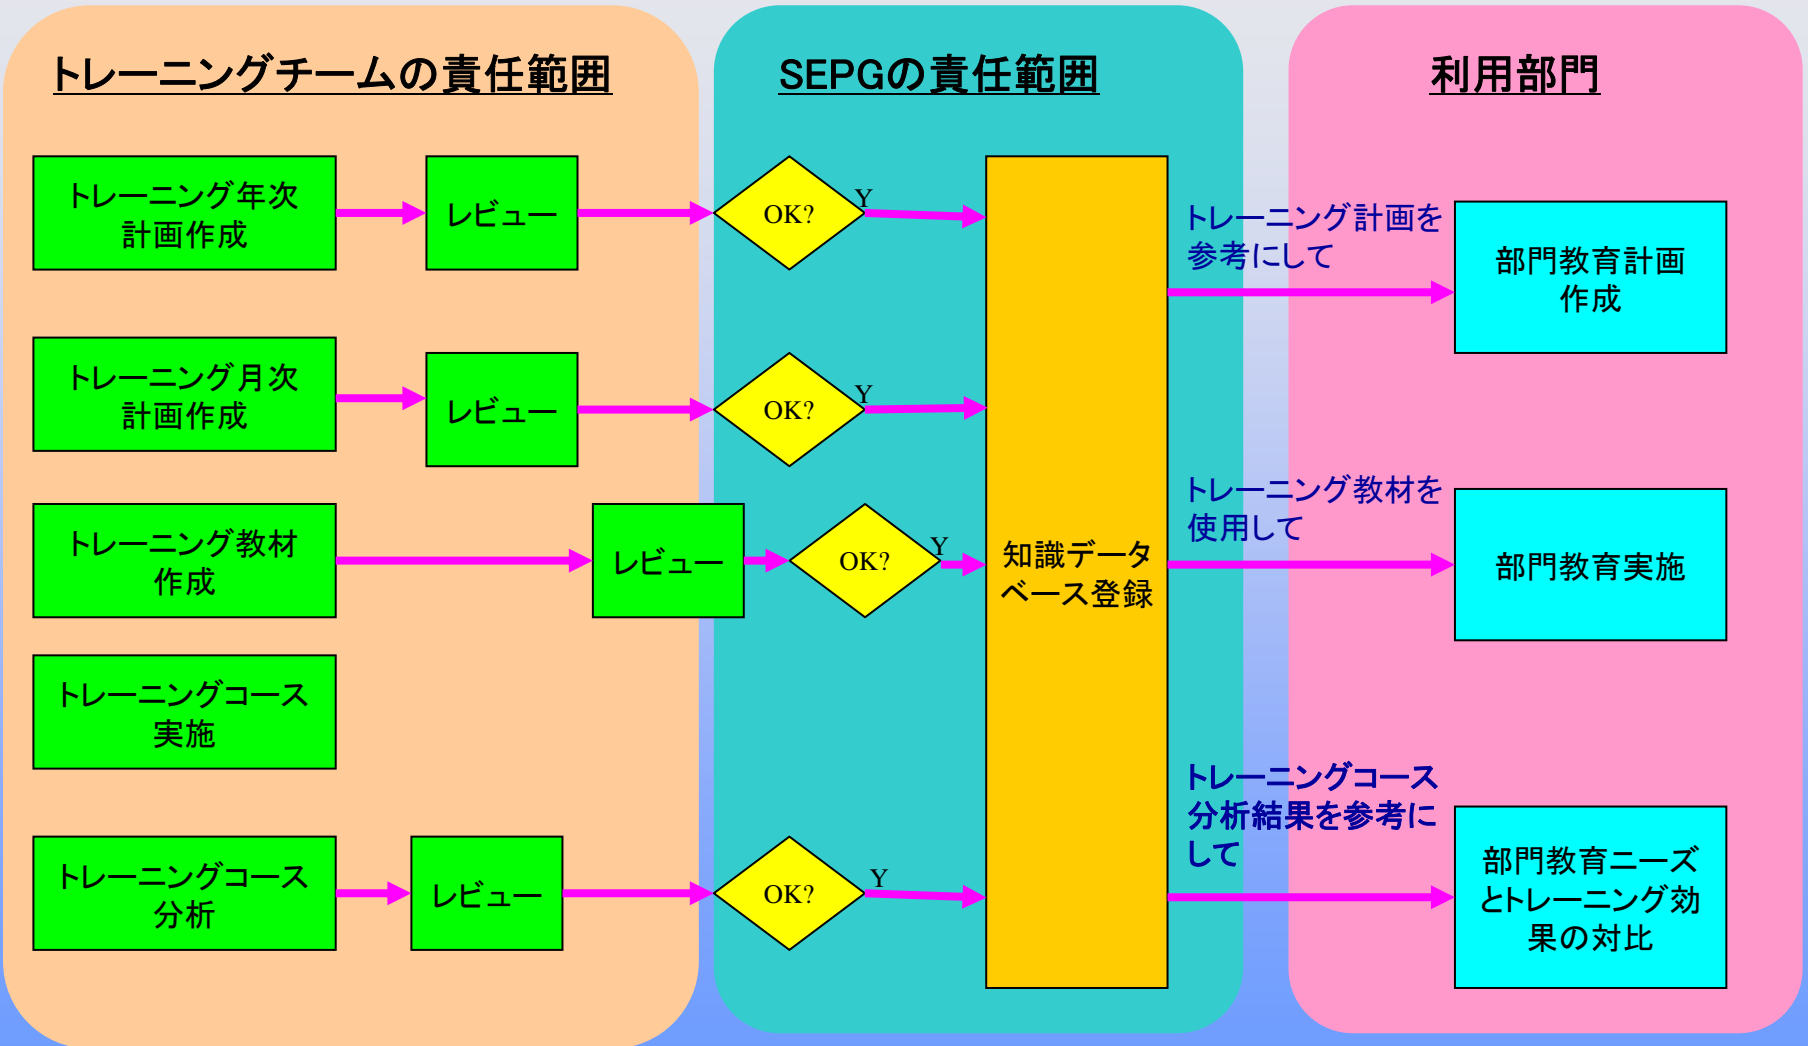 トレーニングチームの責任範囲
SEPGの責任範囲
利用部門
トレーニング年次
計画作成
レビュー
OK?
Y
トレーニング計画を
参考にして
部門教育計画
作成
トレーニング月次
計画作成
レビュー
OK?
Y
トレーニング教材
作成
レビュー
OK?
Y
知識データ
ベース登録
トレーニング教材を
使用して
部門教育実施
トレーニングコース
実施
トレーニングコース
分析
レビュー
OK?
Y
トレーニングコース
分析結果を参考に
して
部門教育ニーズ
とトレーニング効
果の対比